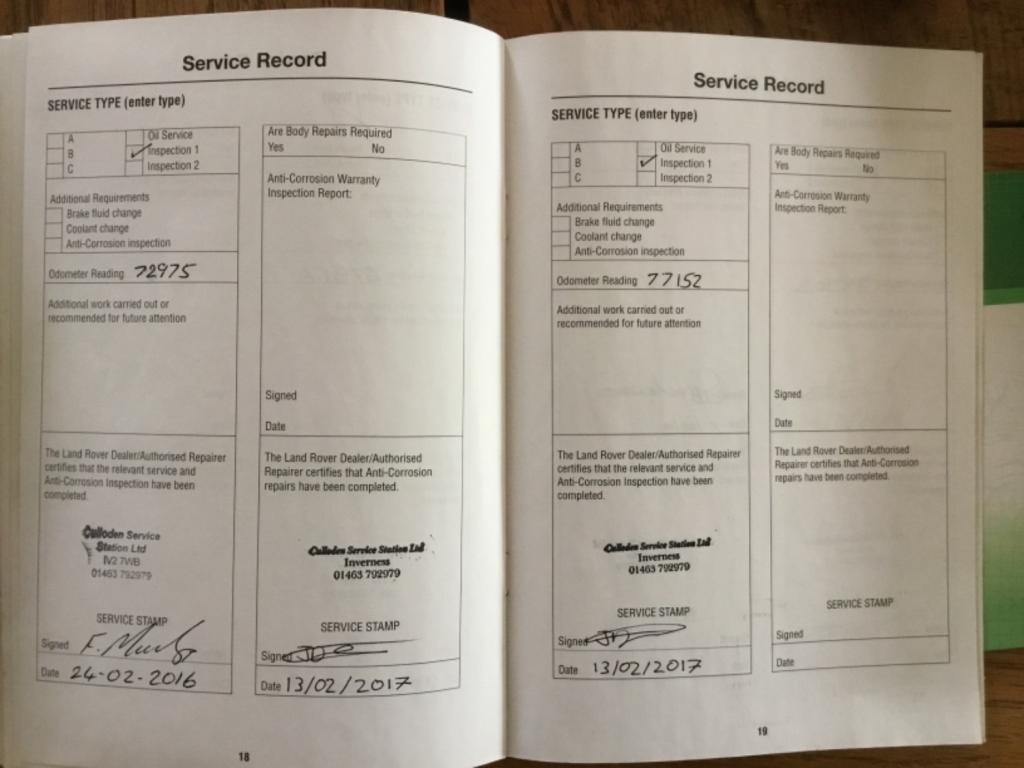 Service Record
SERVICE TYPE (enter type)
A
B
C
Oil Service
Inspection 1
Inspection 2
Additional Requirements
Brake fluid change
Coolant change
Anti-Corrosion inspection
Odometer Reading 72975
Additional work carried out or
recommended for future attention
The Land Rover Dealer/Authorised Repairer
certifies that the relevant service and
Anti-Corrosion Inspection have been
completed.
Culloden Service
Station Ltd
IV2 7WB
01463 792979
SERVICE STAMP
Signed
Date 24-02-2016
Are Body Repairs Required
Yes No
Anti-Corrosion Warranty
Inspection Report:
Signed
Date
The Land Rover Dealer/Authorised
Repairer certifies that Anti-Corrosion
repairs have been completed.
Culloden Service Station Ltd
Inverness
01463 792979
SERVICE STAMP
Signed
Date 13/02/2017
18
Service Record
SERVICE TYPE (enter type)
A
B
C
Oil Service
Inspection 1
Inspection 2
Additional Requirements
Brake fluid change
Coolant change
Anti-Corrosion inspection
Odometer Reading 77152
Additional work carried out or
recommended for future attention
The Land Rover Dealer/Authorised Repairer
certifies that the relevant service and
Anti-Corrosion Inspection have been
completed.
Culloden Service Station Ltd
Inverness
01463 792979
SERVICE STAMP
Signed
Date 13/02/2017
Are Body Repairs Required
Yes No
Anti-Corrosion Warranty
Inspection Report:
Signed
Date
The Land Rover Dealer/Authorised
Repairer certifies that Anti-Corrosion
repairs have been completed.
SERVICE STAMP
Signed
Date
19